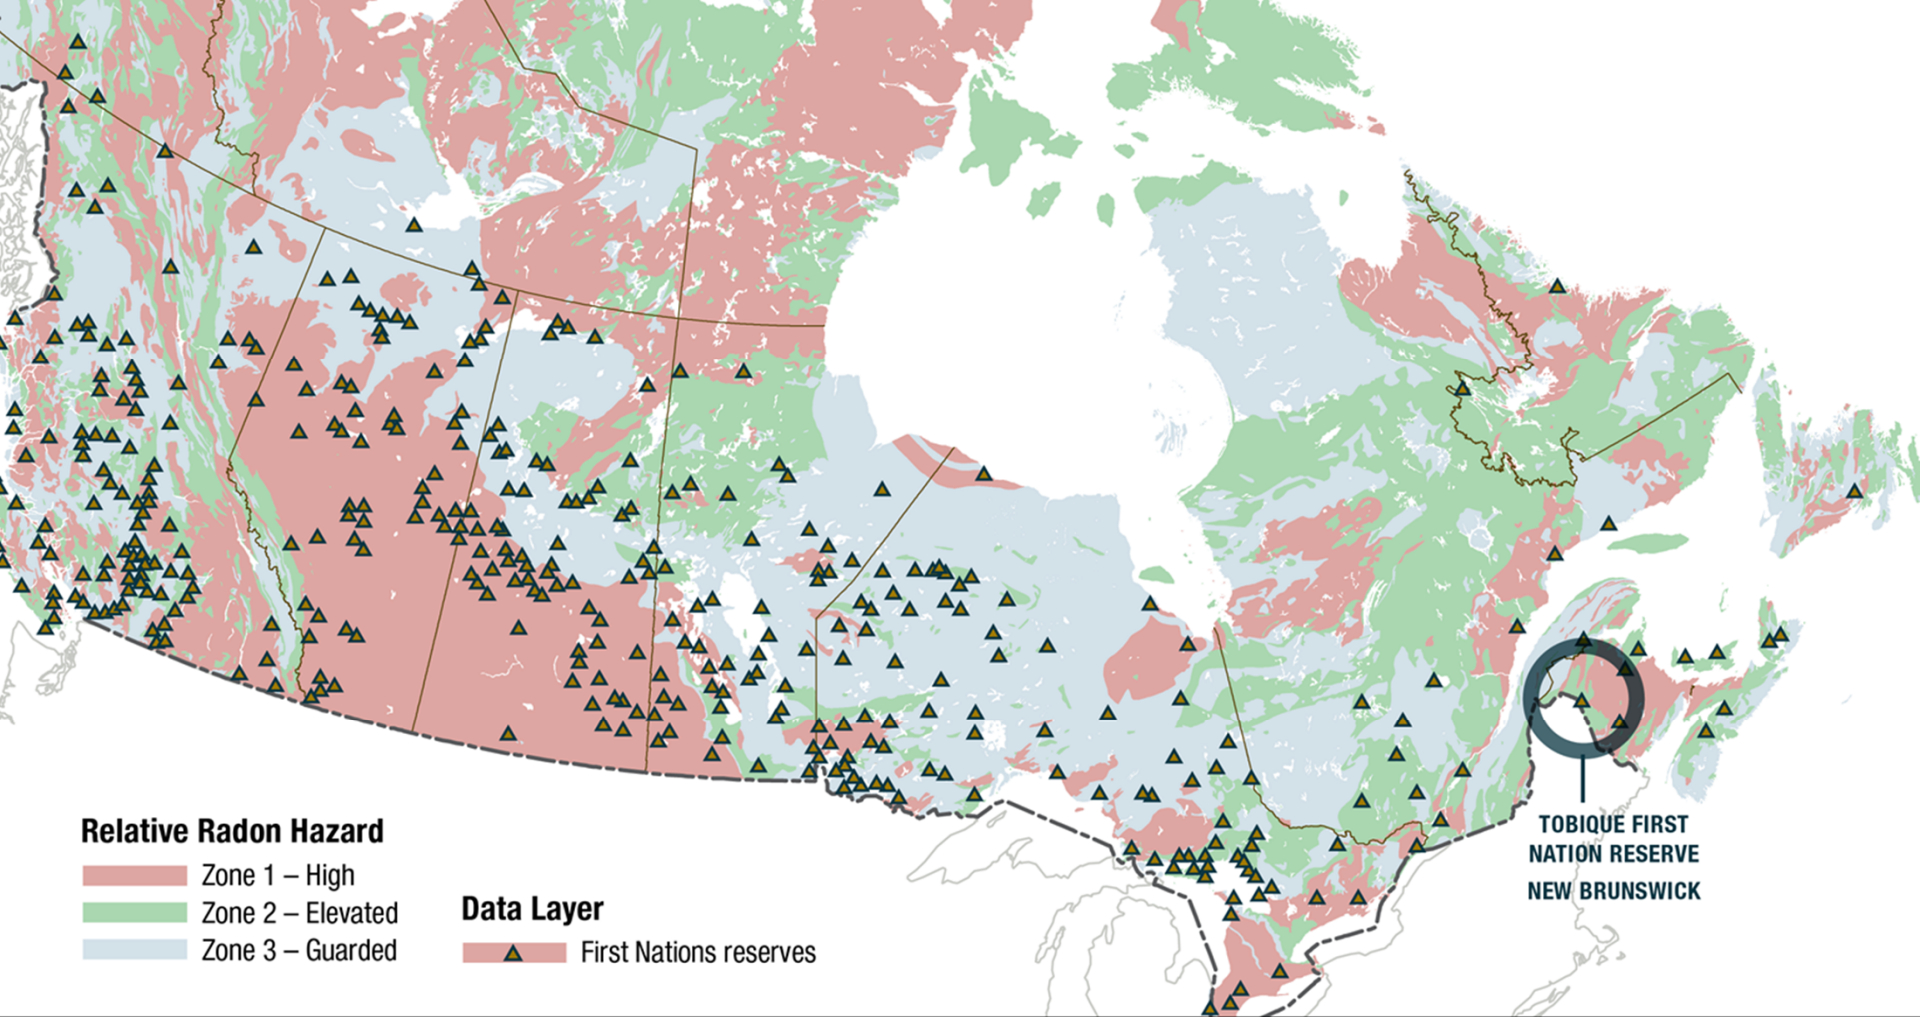 Relative Radon Hazard
Zone 1 – High
Zone 2 – Elevated
Zone 3 – Guarded
Data Layer
First Nations reserves
TOBIQUE FIRST
NATION RESERVE
NEW BRUNSWICK